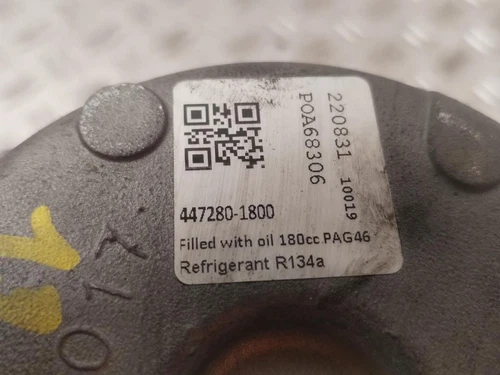 220831 10019
POA68306
447280-1800
Filled with oil 180cc PAG46
Refrigerant R134a